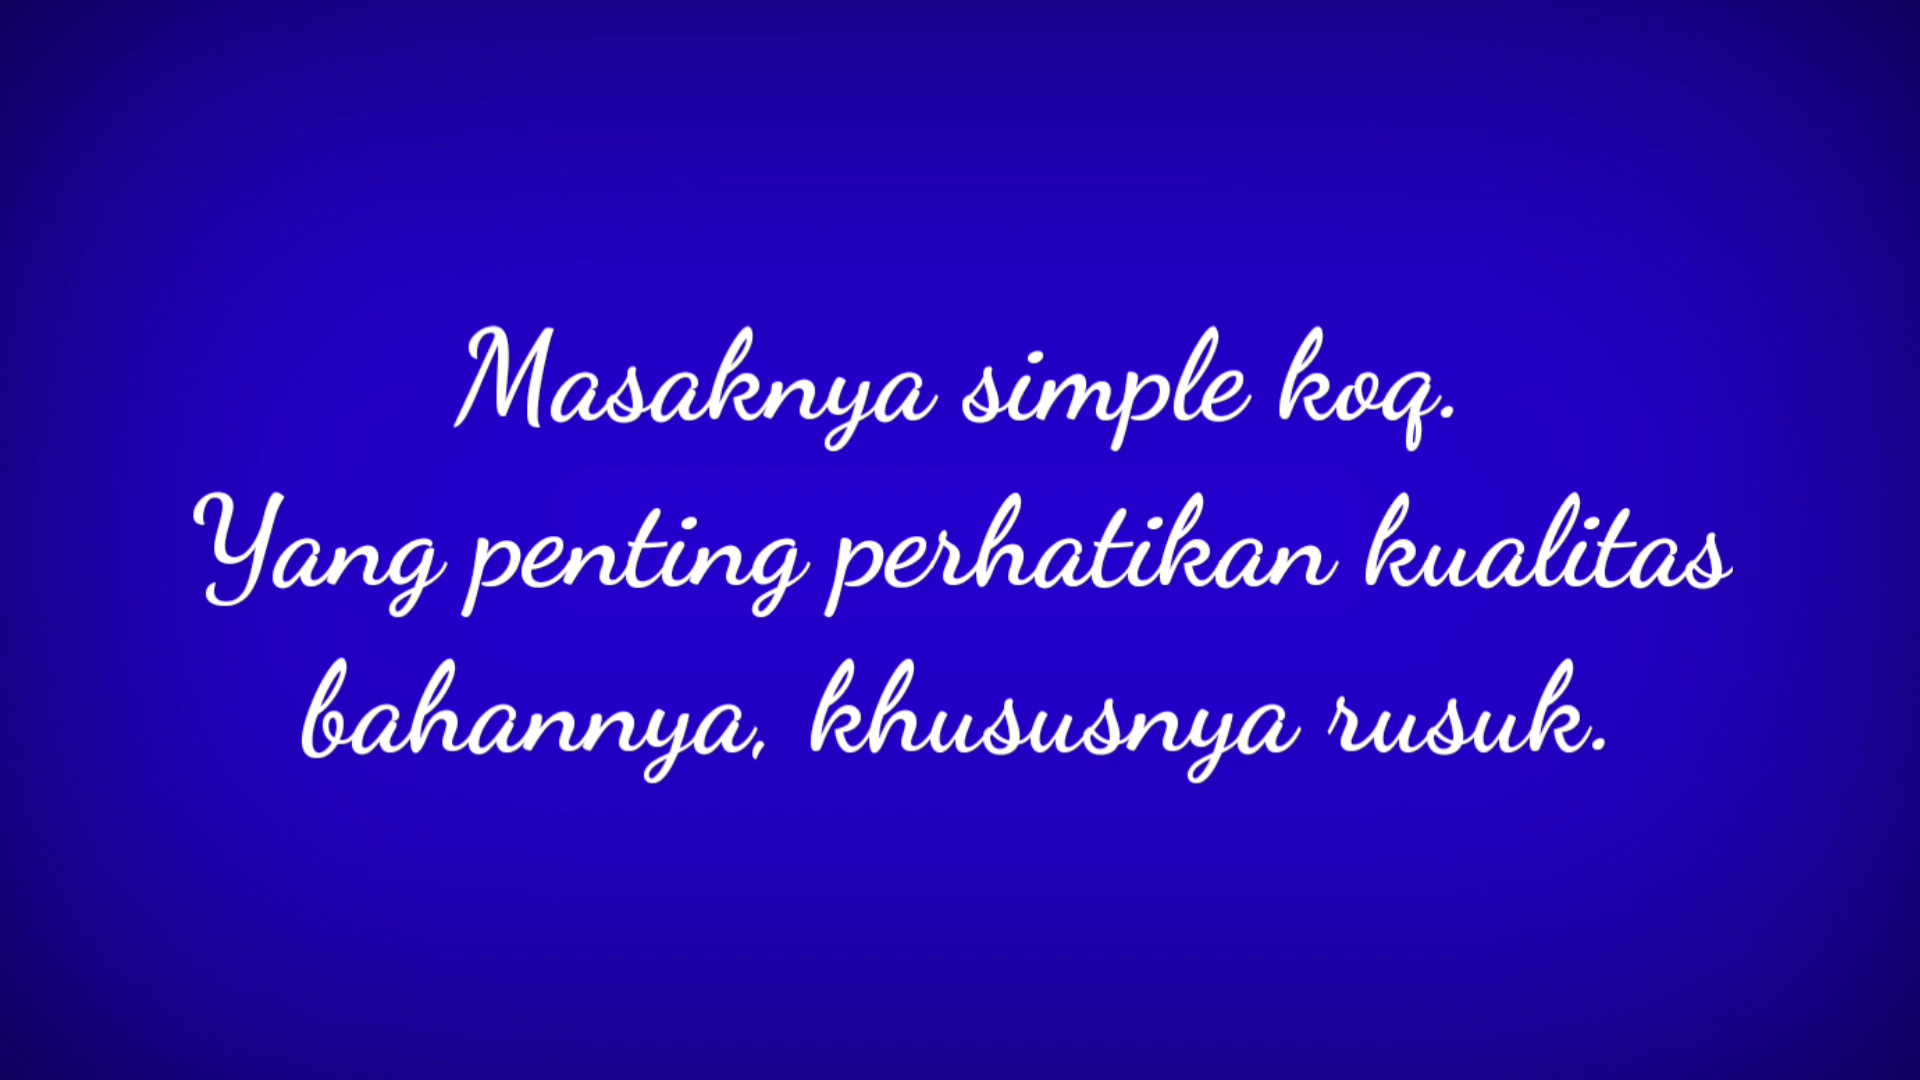 Masaknya simple koq.
Yang penting perhatikan kualitas
bahannya, khususnya rusuk.